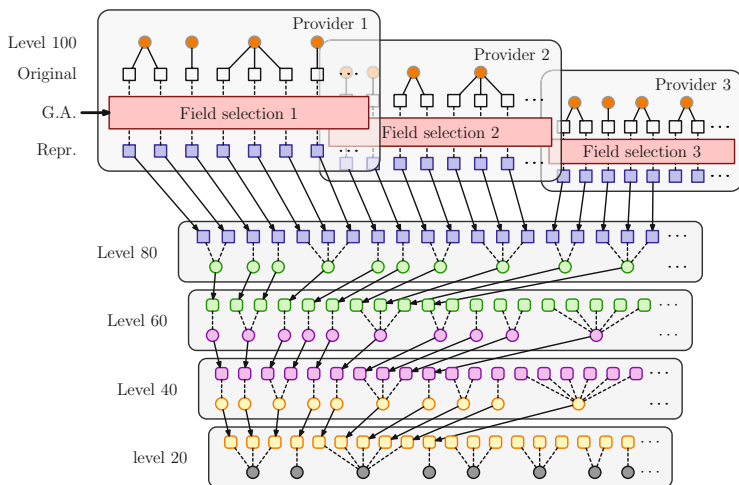 Provider 1
Level 100
Provider 2
Original
...
Provider 3
G.A.
Field selection 1
...
Field selection 2
...
Repr.
Field selection 3
...
...
...
Level 80
...
...
Level 60
...
...
Level 40
...
...
level 20
...
...